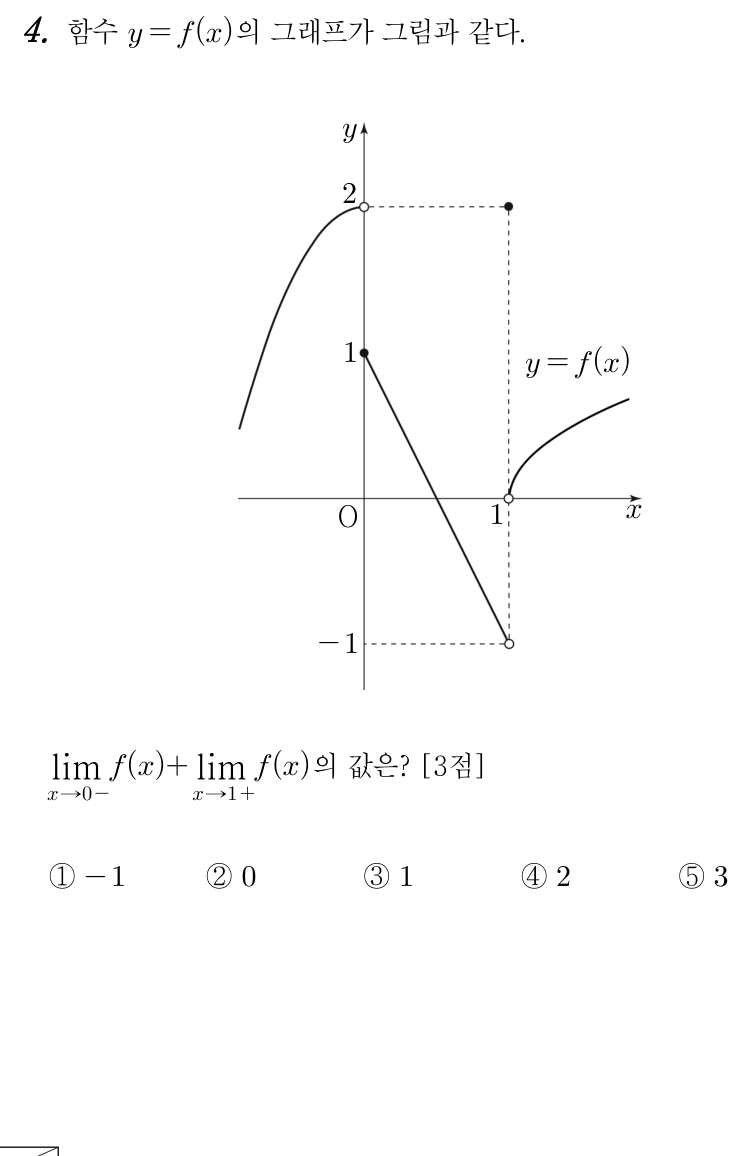 4. 함수 y=f(x)의 그래프가 그림과 같다.
y
2
1
y=f(x)
O
1
x
-1
lim f(x)+ lim f(x)의 값은? [3점]
x→0- x→1+
① -1 ② 0 ③ 1 ④ 2 ⑤ 3